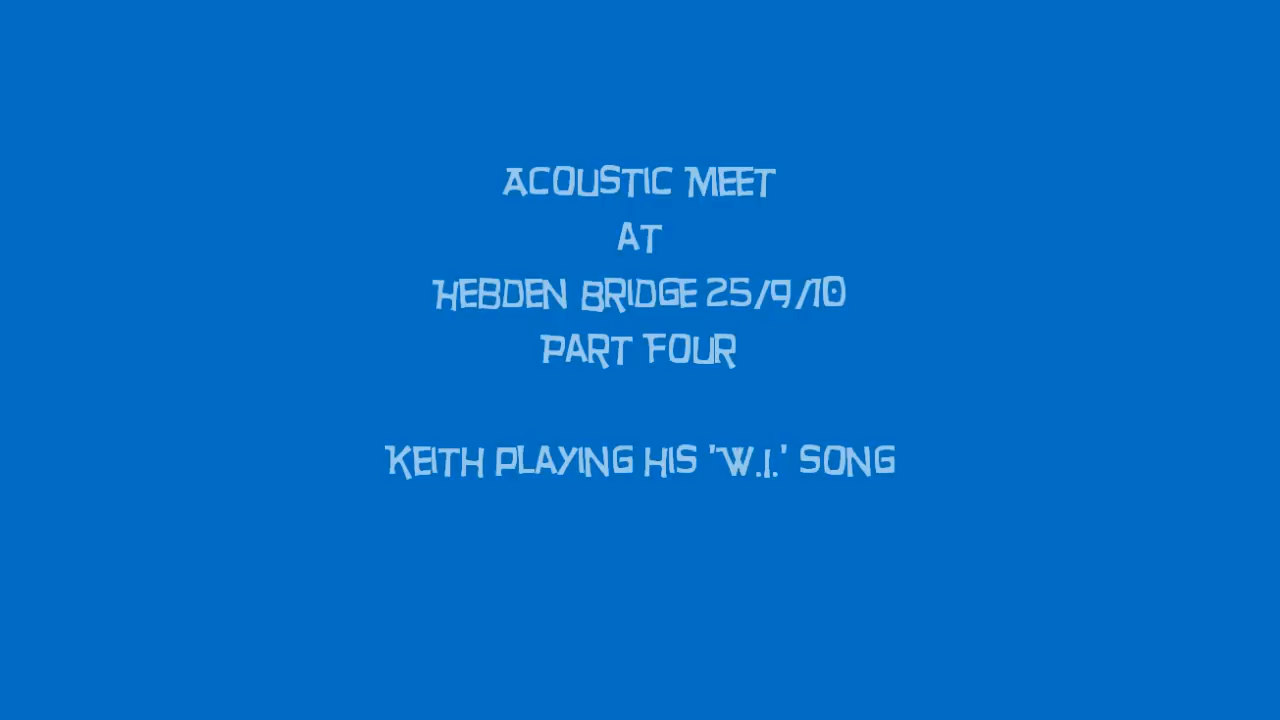 ACOUSTIC MEET
AT
HEBDEN BRIDGE 25/9/10
PART FOUR
KEITH PLAYING HIS 'W.I.' SONG